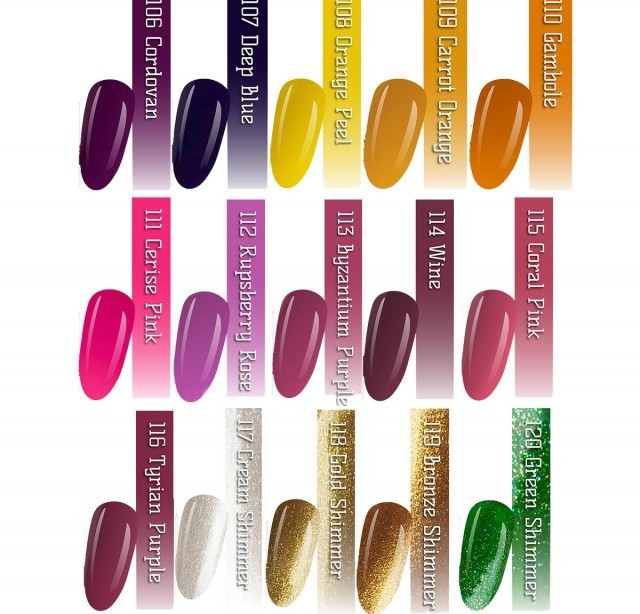 106 Cordovan
107 Deep Blue
108 Orange Peel
109 Carrot Orange
110 Gambole
111 Cerise Pink
112 Rupsberry Rose
113 Byzantium Purple
114 Wine
115 Coral Pink
116 Tyrian Purple
117 Cream Shimmer
118 Gold Shimmer
119 Bronze Shimmer
120 Green Shimmer